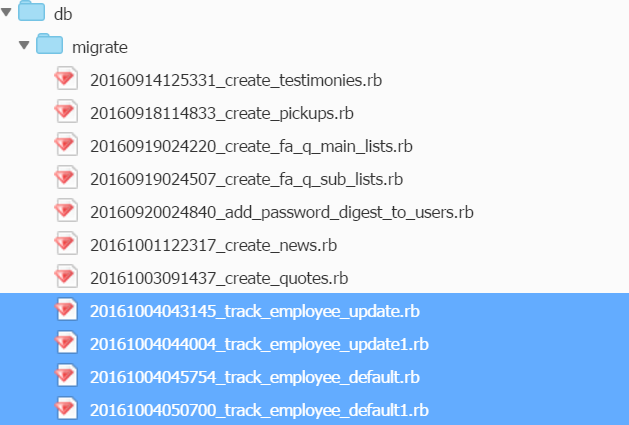 db
migrate
20160914125331_create_testimonies.rb
20160918114833_create_pickups.rb
20160919024220_create_fa_q_main_lists.rb
20160919024507_create_fa_q_sub_lists.rb
20160920024840_add_password_digest_to_users.rb
20161001122317_create_news.rb
20161003091437_create_quotes.rb
20161004043145_track_employee_update.rb
20161004044004_track_employee_update1.rb
20161004045754_track_employee_default.rb
20161004050700_track_employee_default1.rb